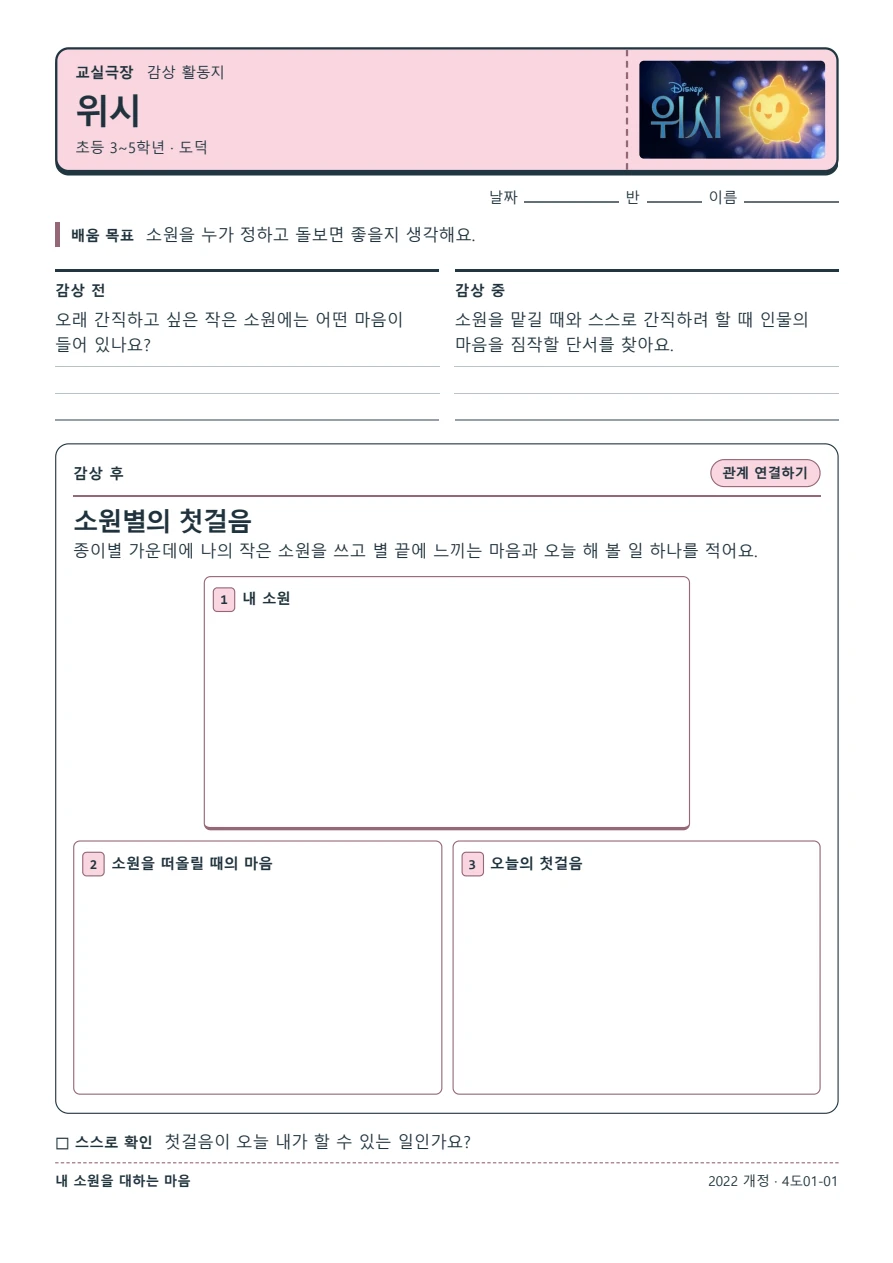 교실극장 감상 활동지
위시
초등 3~5학년 · 도덕
Disney
위시
날짜 반 이름
배움 목표 소원을 누가 정하고 돌보면 좋을지 생각해요.
감상 전
오래 간직하고 싶은 작은 소원에는 어떤 마음이
들어 있나요?
감상 중
소원을 맡길 때와 스스로 간직하려 할 때 인물의
마음을 짐작할 단서를 찾아요.
감상 후
관계 연결하기
소원별의 첫걸음
종이별 가운데에 나의 작은 소원을 쓰고 별 끝에 느끼는 마음과 오늘 해 볼 일 하나를 적어요.
1 내 소원
2 소원을 떠올릴 때의 마음
3 오늘의 첫걸음
□ 스스로 확인 첫걸음이 오늘 내가 할 수 있는 일인가요?
내 소원을 대하는 마음
2022 개정 · 4도01-01